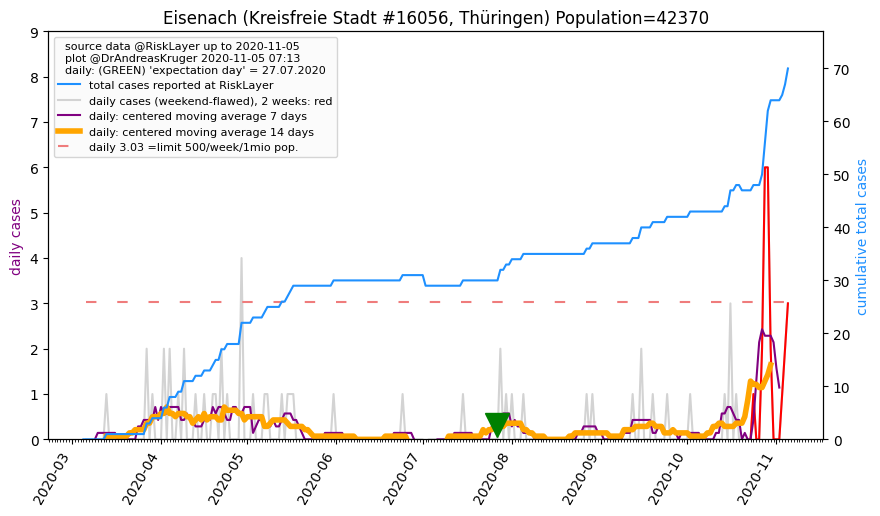 Eisenach (Kreisfreie Stadt #16056, Thüringen) Population=42370
source data @RiskLayer up to 2020-11-05
plot @DrAndreasKruger 2020-11-05 07:13
daily: (GREEN) 'expectation day' = 27.07.2020
total cases reported at RiskLayer
daily cases (weekend-flawed), 2 weeks: red
daily: centered moving average 7 days
daily: centered moving average 14 days
daily 3.03 =limit 500/week/1mio pop.
daily cases
9
8
7
6
5
4
3
2
1
0
cumulative total cases
70
60
50
40
30
20
10
0
2020-03
2020-04
2020-05
2020-06
2020-07
2020-08
2020-09
2020-10
2020-11